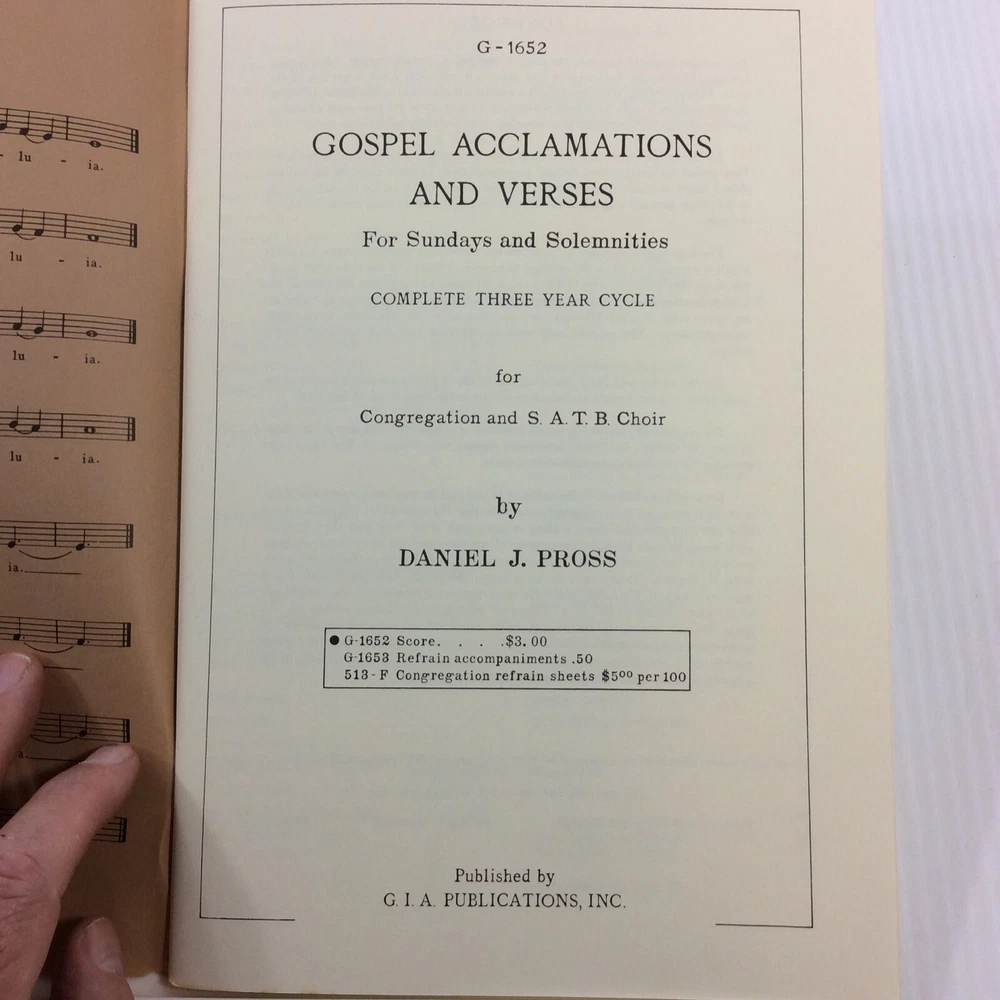 - lu - ia.
lu - ia.
lu - ia.
lu - ia.
ia.
a.
G-1652
GOSPEL ACCLAMATIONS
AND VERSES
For Sundays and Solemnities
COMPLETE THREE YEAR CYCLE
for
Congregation and S. A. T. B. Choir
by
DANIEL J. PROSS
● G-1652 Score. . . .$3.00
G-1653 Refrain accompaniments .50
513-F Congregation refrain sheets $5⁰⁰ per 100
Published by
G. I. A. PUBLICATIONS, INC.